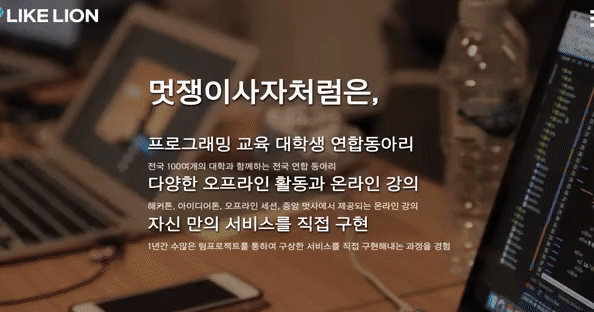 LIKE LION
멋쟁이사자처럼은,
프로그래밍 교육 대학생 연합동아리
전국 100여개의 대학과 함께하는 전국 연합 동아리
다양한 오프라인 활동과 온라인 강의
해커톤, 아이디어톤, 오프라인 세션, 중앙 멋사에서 제공되는 온라인 강의
자신 만의 서비스를 직접 구현
1년간 수많은 팀프로젝트를 통하여 구상한 서비스를 직접 구현해내는 과정을 경험